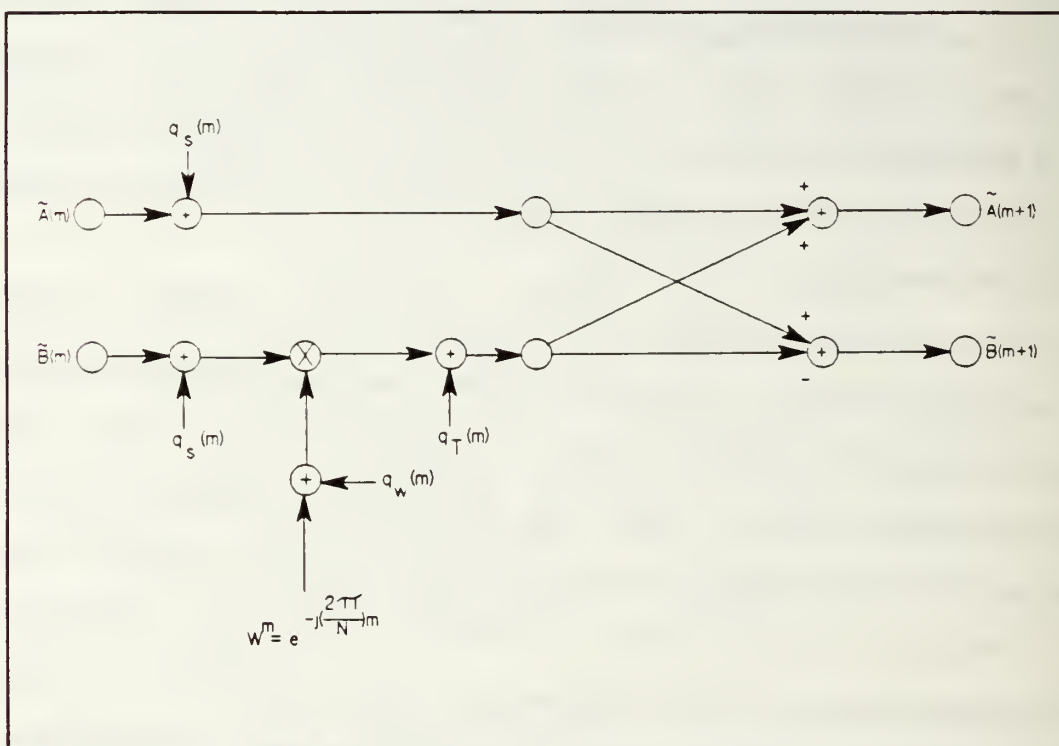 q_s(m)
Ã(m)
+
+
+
Ã(m+1)
+
B̃(m)
+
X
+
+
+
B̃(m+1)
-
q_s(m)
q_T(m)
+
q_w(m)
W^m = e^{-j(2π/N)m}